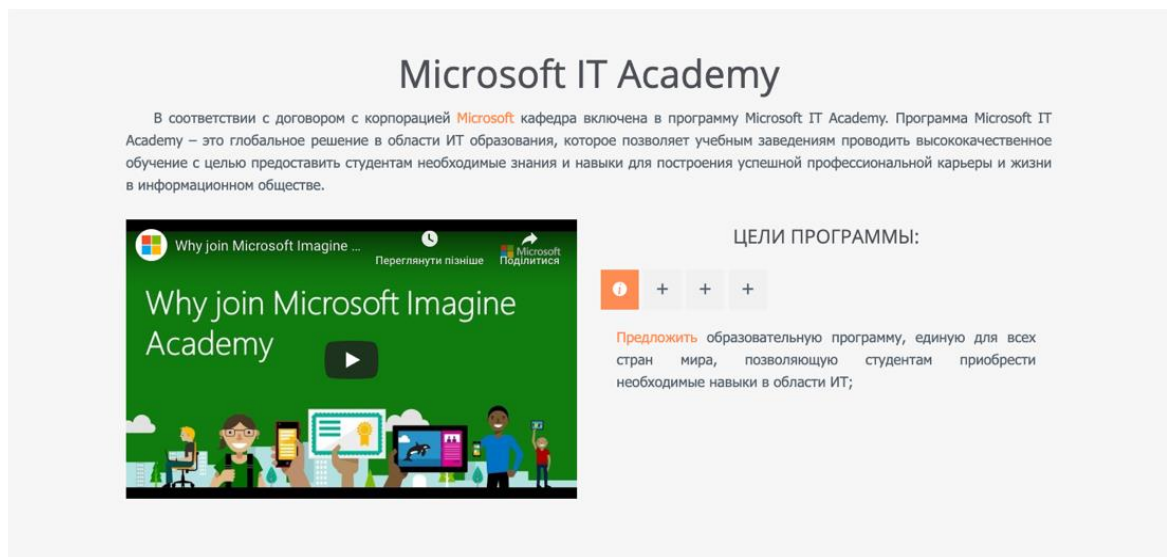 Microsoft IT Academy
В соответствии с договором с корпорацией Microsoft кафедра включена в программу Microsoft IT Academy. Программа Microsoft IT
Academy – это глобальное решение в области ИТ образования, которое позволяет учебным заведениям проводить высококачественное
обучение с целью предоставить студентам необходимые знания и навыки для построения успешной профессиональной карьеры и жизни
в информационном обществе.
Why join Microsoft Imagine ...
Переглянути пізніше
Поділитися
Microsoft
Why join Microsoft Imagine
Academy
ЦЕЛИ ПРОГРАММЫ:
i + + +
Предложить образовательную программу, единую для всех
стран мира, позволяющую студентам приобрести
необходимые навыки в области ИТ;